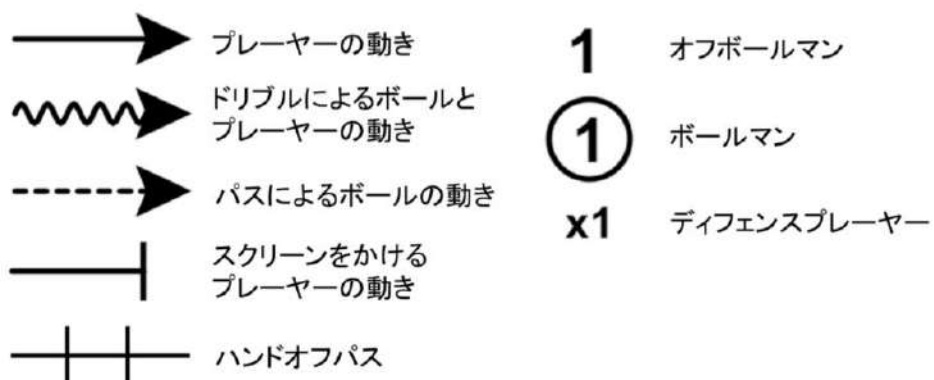 プレーヤーの動き
ドリブルによるボールと
プレーヤーの動き
パスによるボールの動き
スクリーンをかける
プレーヤーの動き
ハンドオフパス
1 オフボールマン
1 ボールマン
x1 ディフェンスプレーヤー